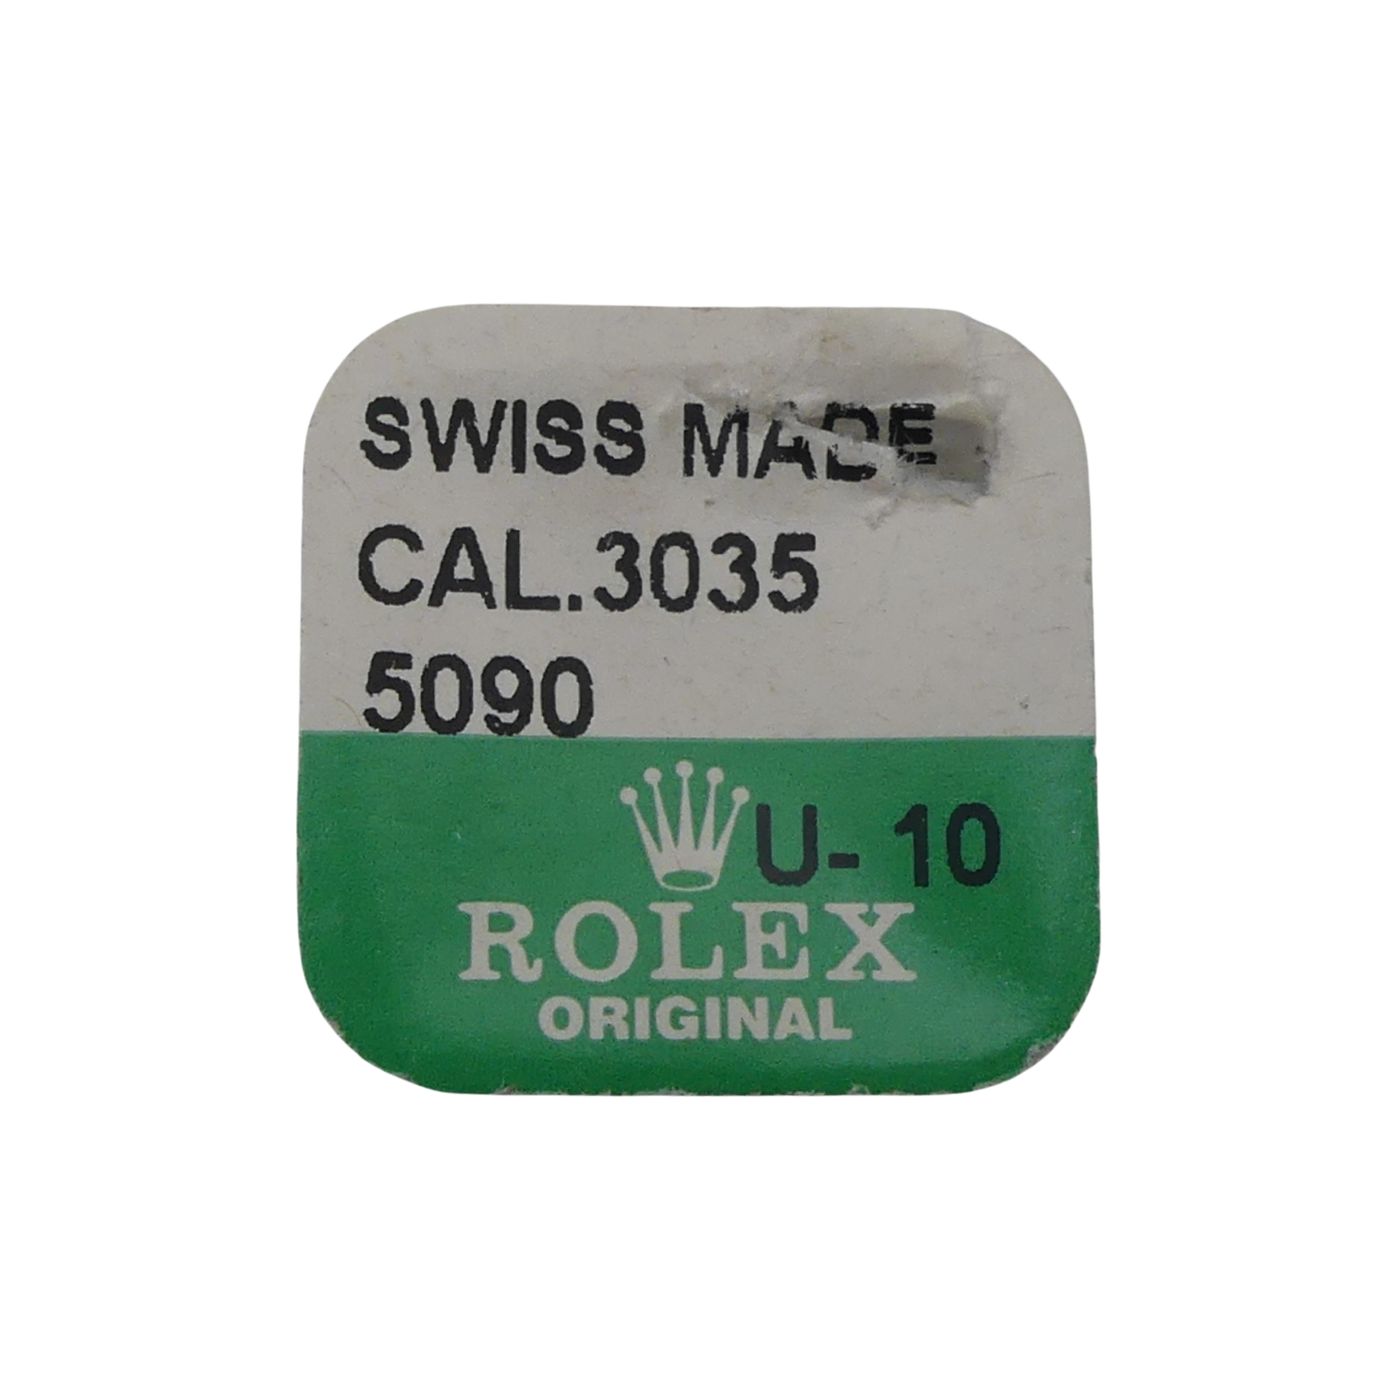 SWISS MADE
CAL.3035
5090
U- 10
ROLEX
ORIGINAL